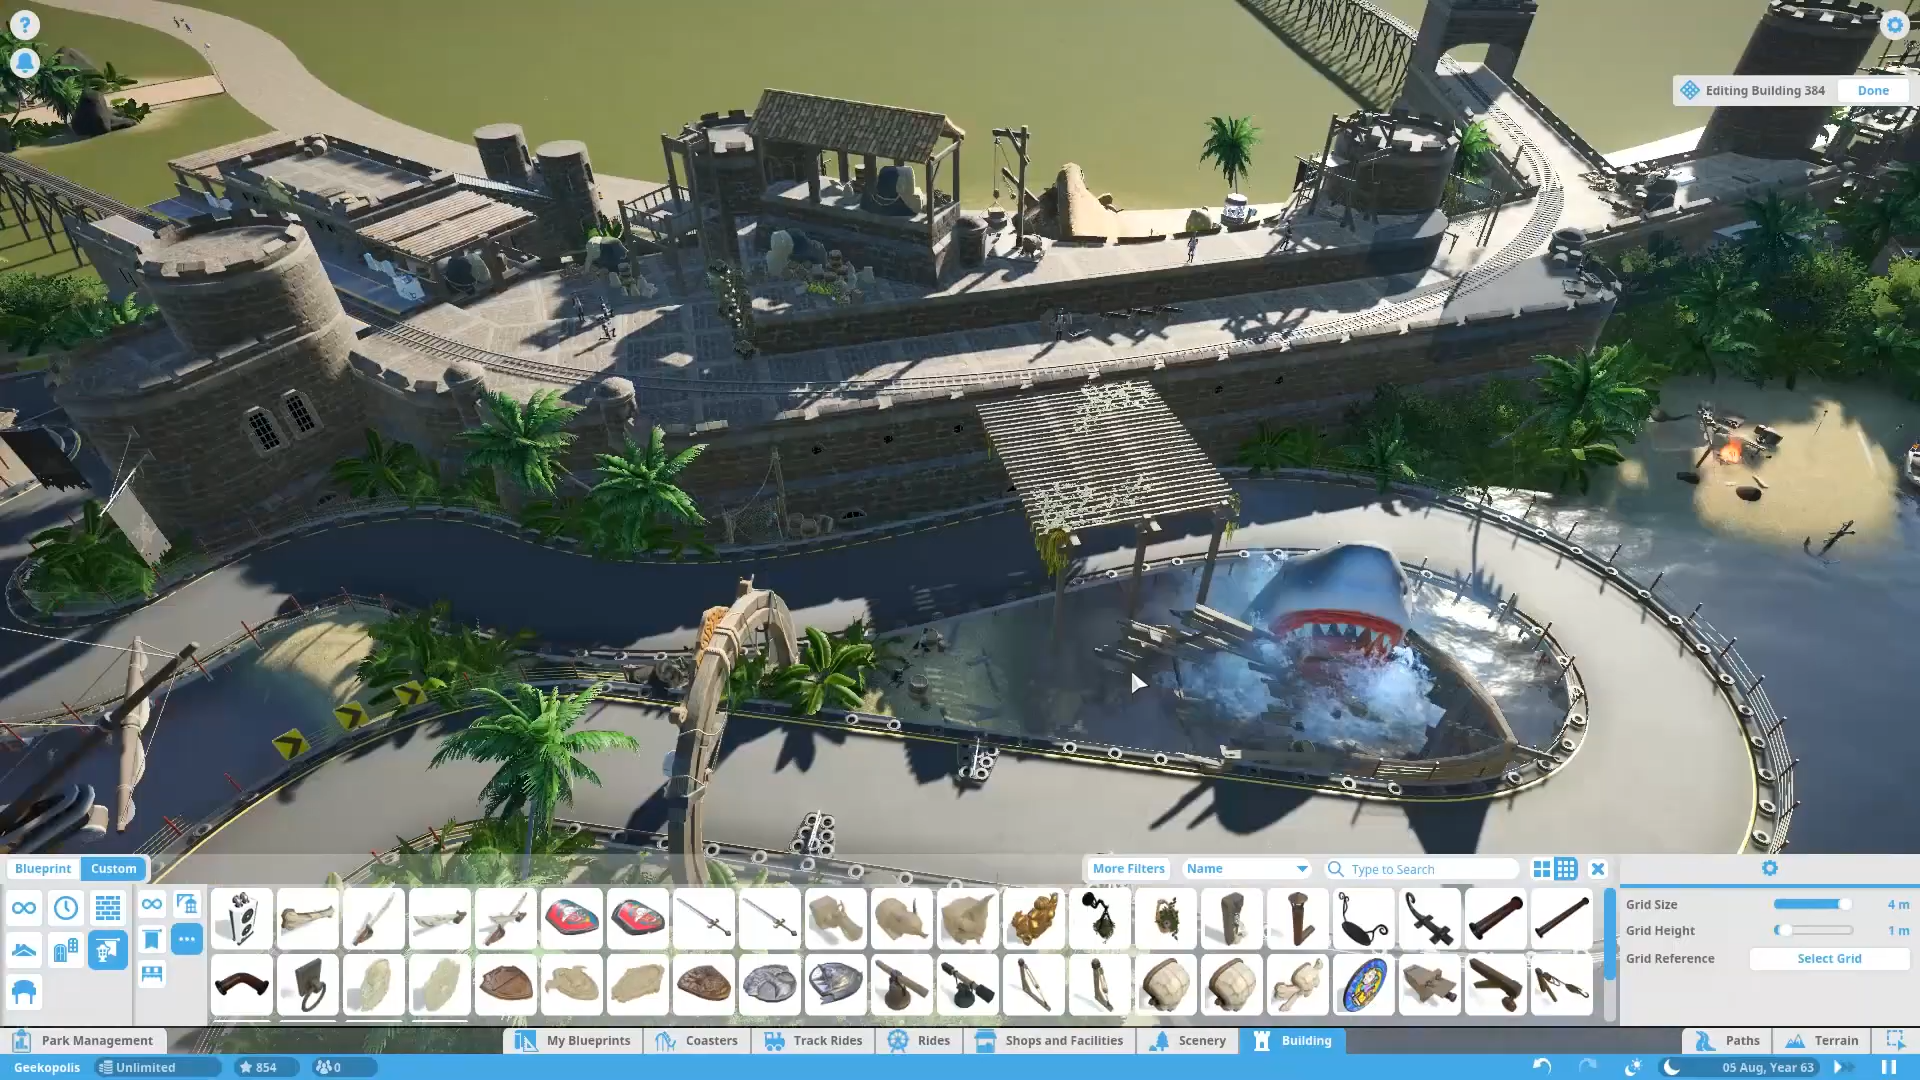 ?
Editing Building 384 Done
Blueprint Custom
More Filters Name Type to Search
Grid Size 4 m
Grid Height 1 m
Grid Reference Select Grid
Park Management My Blueprints Coasters Track Rides Rides Shops and Facilities Scenery Building Paths Terrain
Geekopolis Unlimited 854 0 05 Aug, Year 63